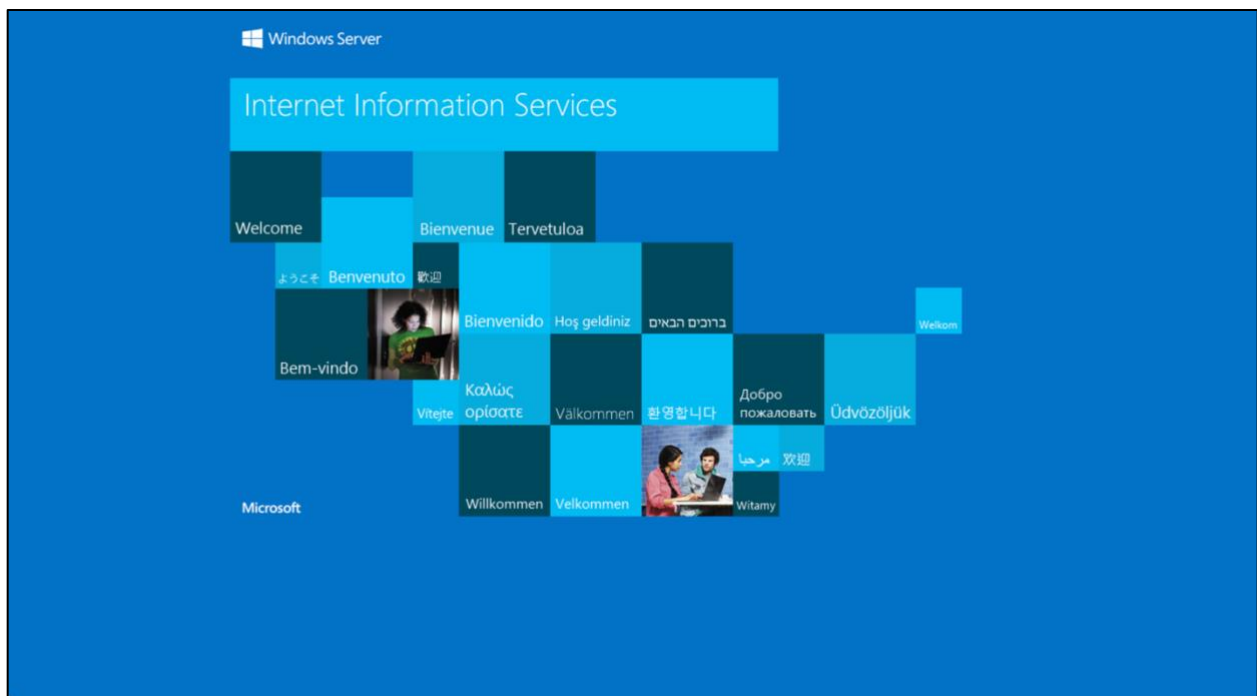 Windows Server
Internet Information Services
Welcome
Bienvenue
Tervetuloa
ようこそ
Benvenuto
歡迎
Bienvenido
Hoş geldiniz
ברוכים הבאים
Welkom
Bem-vindo
Vítejte
Καλώς
ορίσατε
Välkommen
환영합니다
Добро
пожаловать
Üdvözöljük
مرحبا
欢迎
Microsoft
Willkommen
Velkommen
Witamy